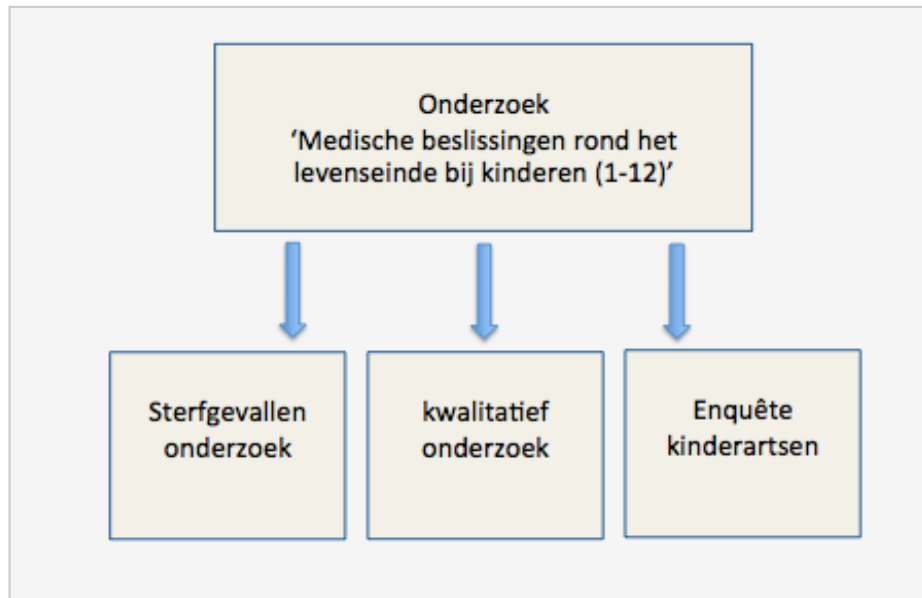 Onderzoek
‘Medische beslissingen rond het
levenseinde bij kinderen (1-12)’
Sterfgevallen
onderzoek
kwalitatief
onderzoek
Enquête
kinderartsen